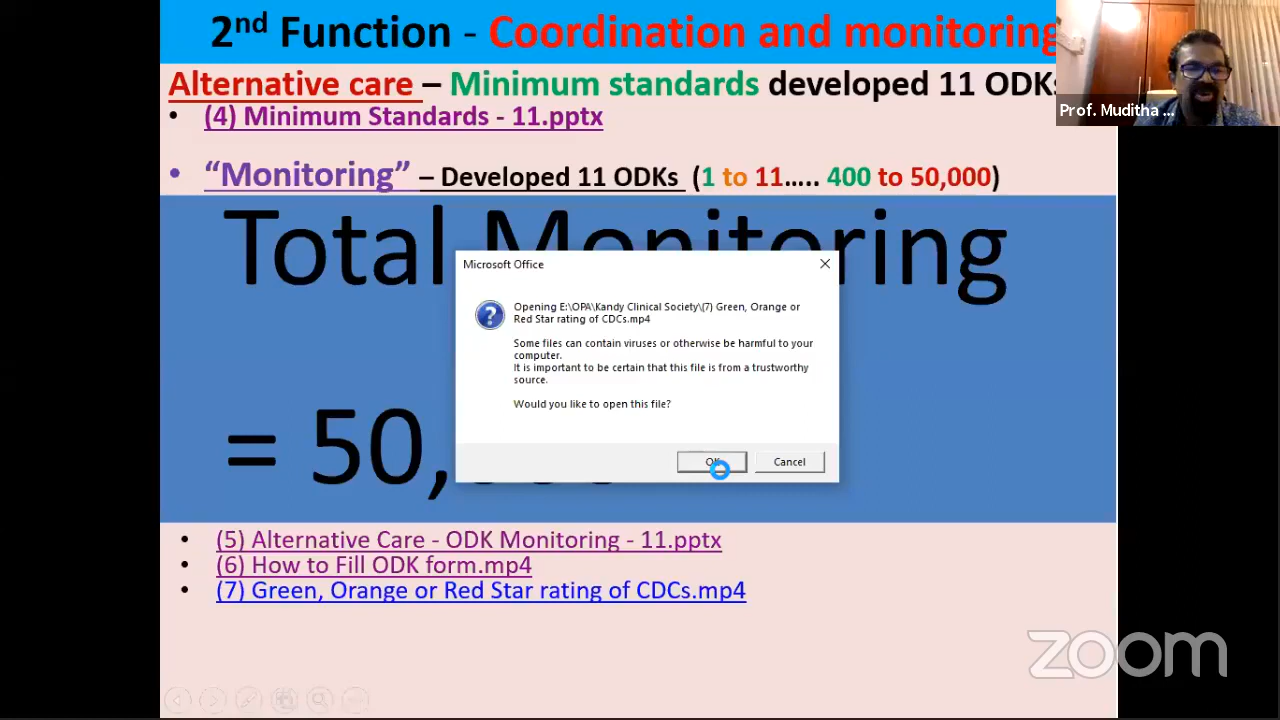 2nd Function - Coordination and monitoring
Alternative care – Minimum standards developed 11 ODKs
Prof. Muditha ...
• (4) Minimum Standards - 11.pptx
• “Monitoring” – Developed 11 ODKs (1 to 11….. 400 to 50,000)
Total Monitoring
= 50,
Microsoft Office
Opening E:\OPA\Kandy Clinical Society\(7) Green, Orange or
Red Star rating of CDCs.mp4
Some files can contain viruses or otherwise be harmful to your
computer.
It is important to be certain that this file is from a trustworthy
source.
Would you like to open this file?
OK
Cancel
• (5) Alternative Care - ODK Monitoring - 11.pptx
• (6) How to Fill ODK form.mp4
• (7) Green, Orange or Red Star rating of CDCs.mp4
zoom